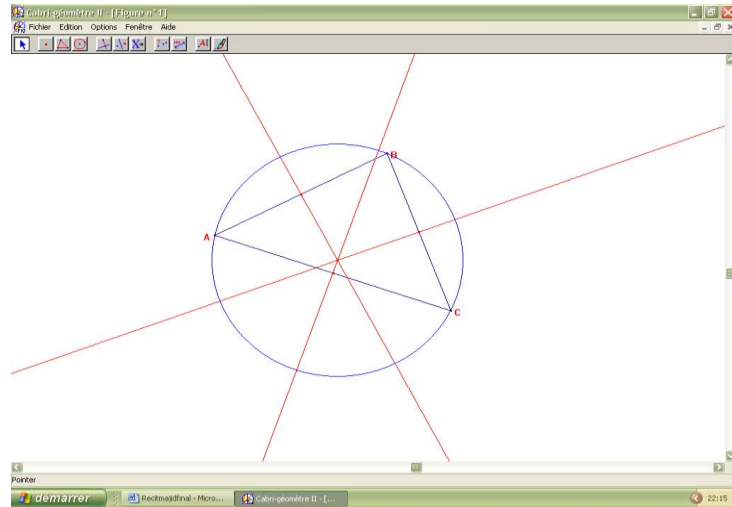 Cabri-géomètre II - [Figure n°1]
Fichier Edition Options Fenêtre Aide
A
B
C
Pointer
démarrer Recitmajidfinal - Micro... Cabri-géomètre II - [... 22:15